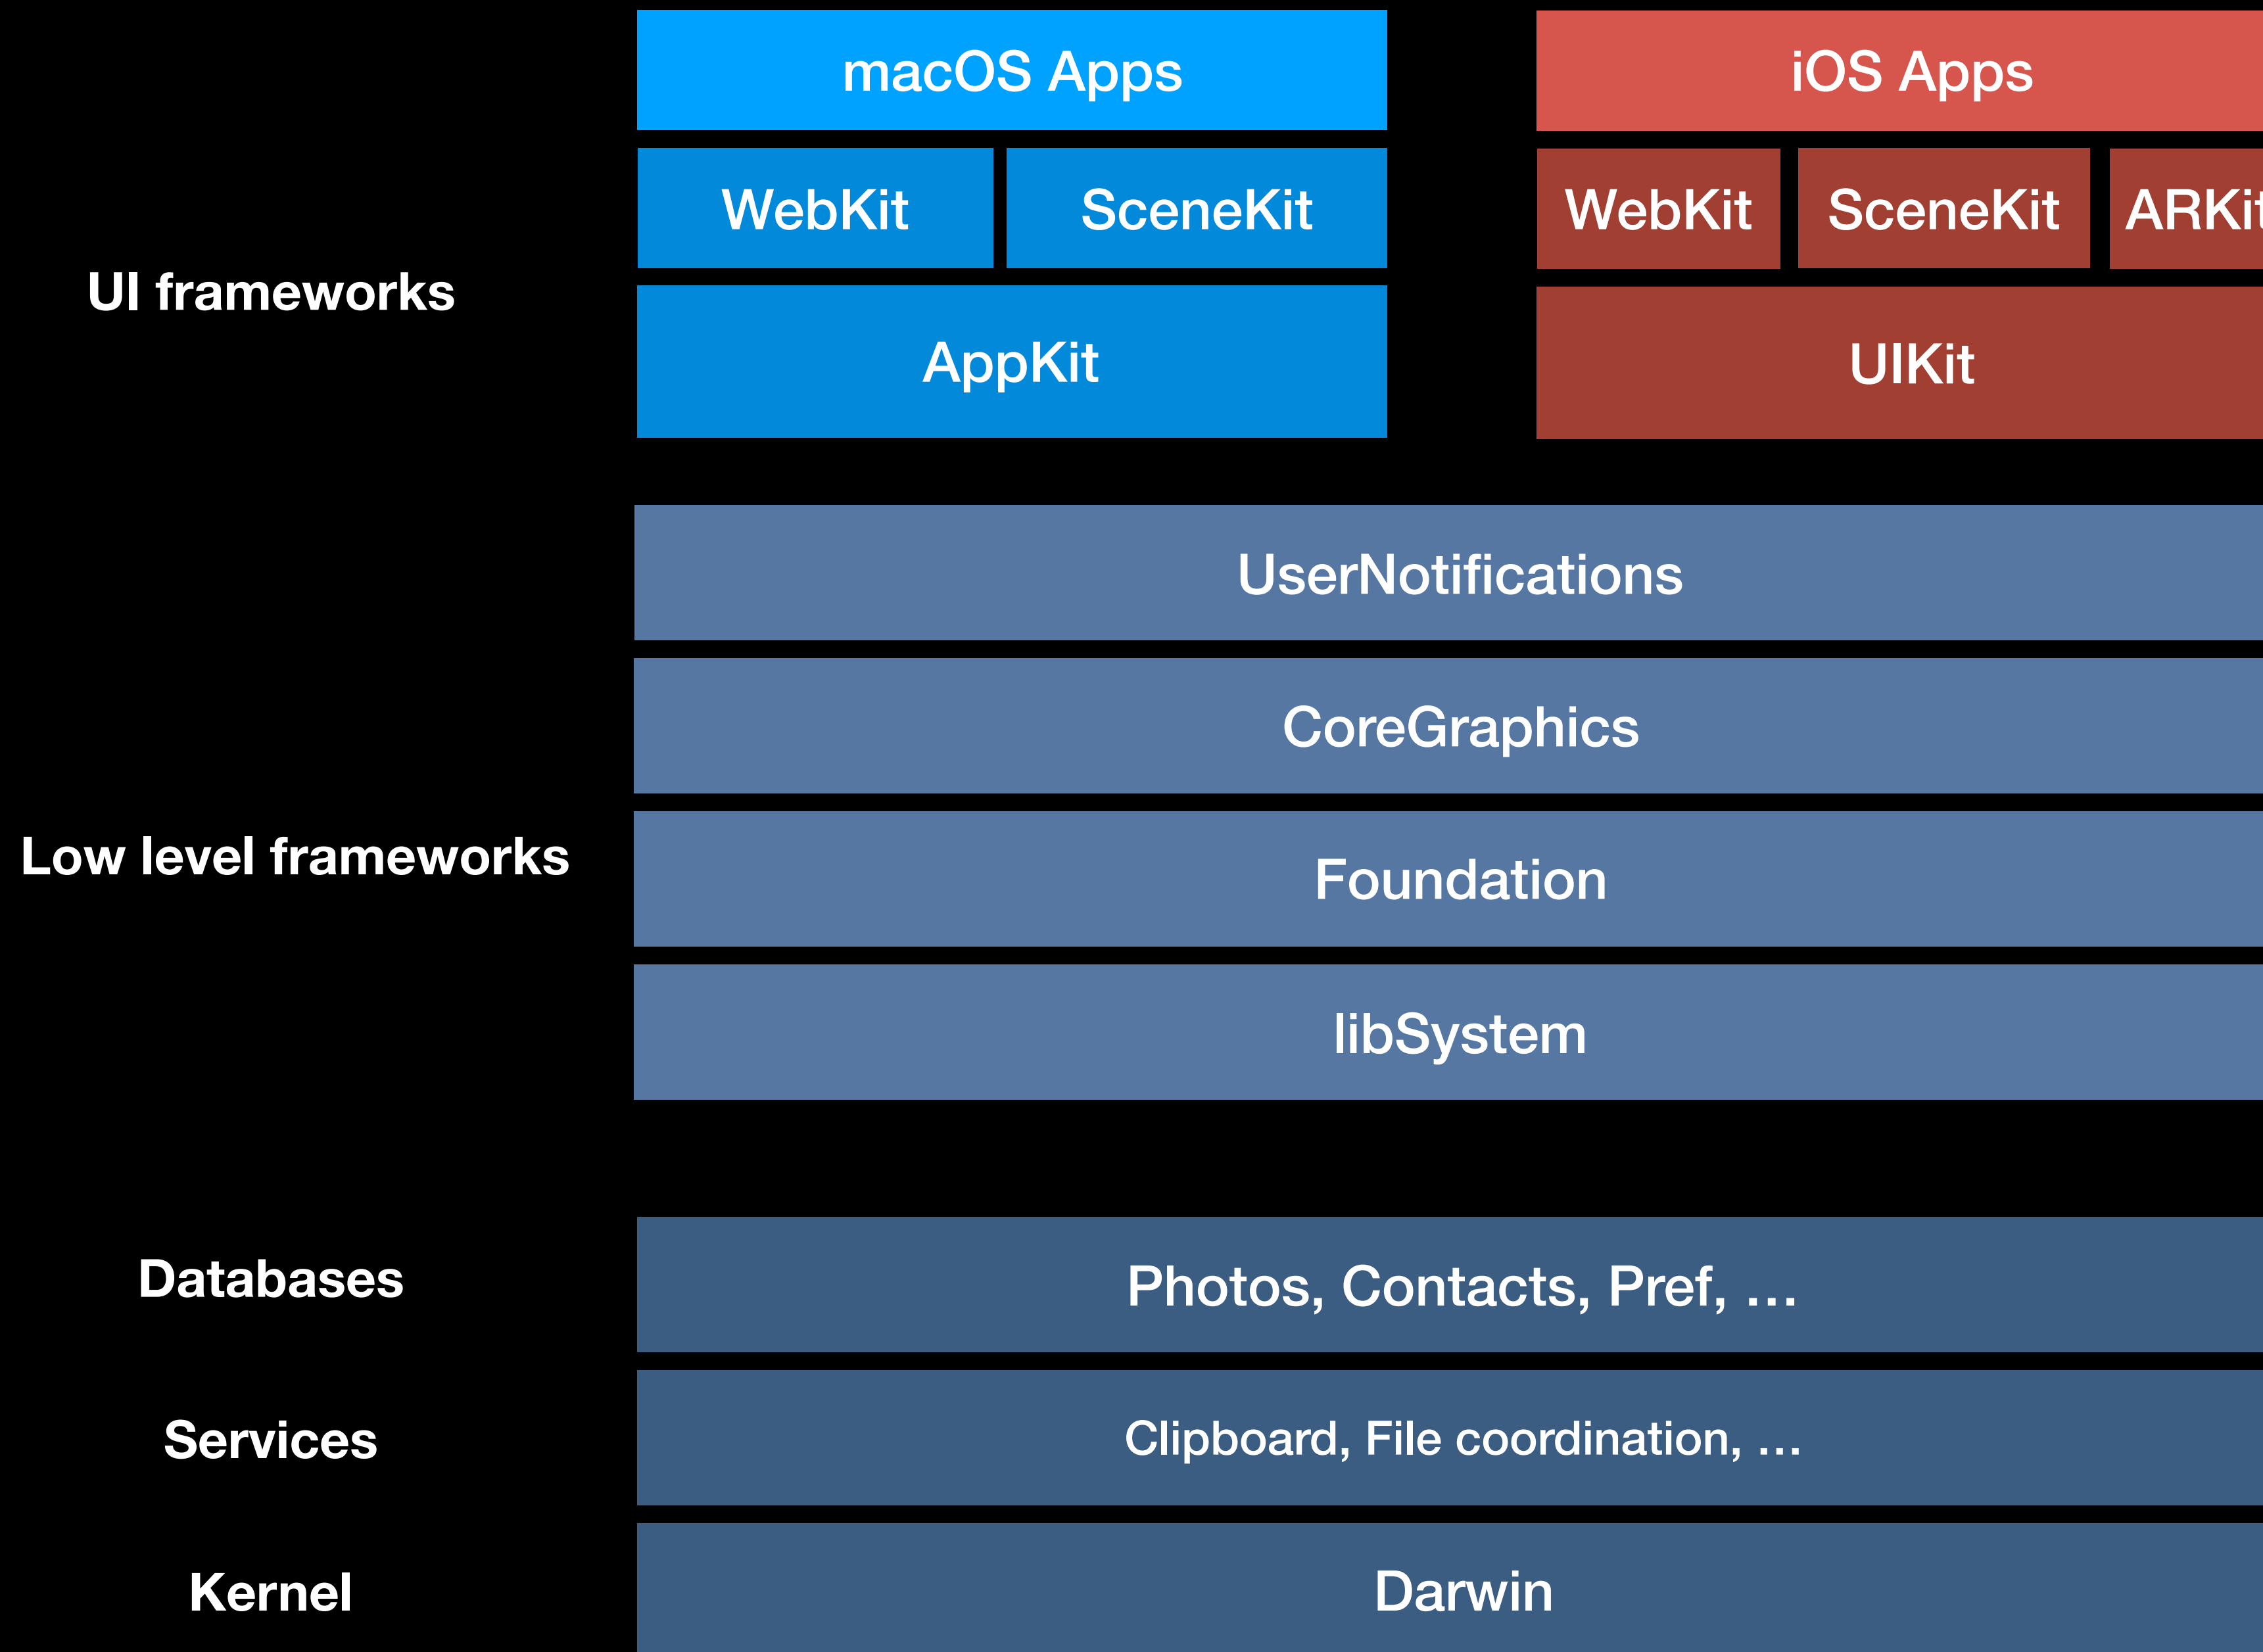 macOS Apps
iOS Apps
WebKit
SceneKit
WebKit
SceneKit
ARKit
UI frameworks
AppKit
UIKit
UserNotifications
CoreGraphics
Low level frameworks
Foundation
libSystem
Databases
Photos, Contacts, Pref, ...
Services
Clipboard, File coordination, ...
Kernel
Darwin